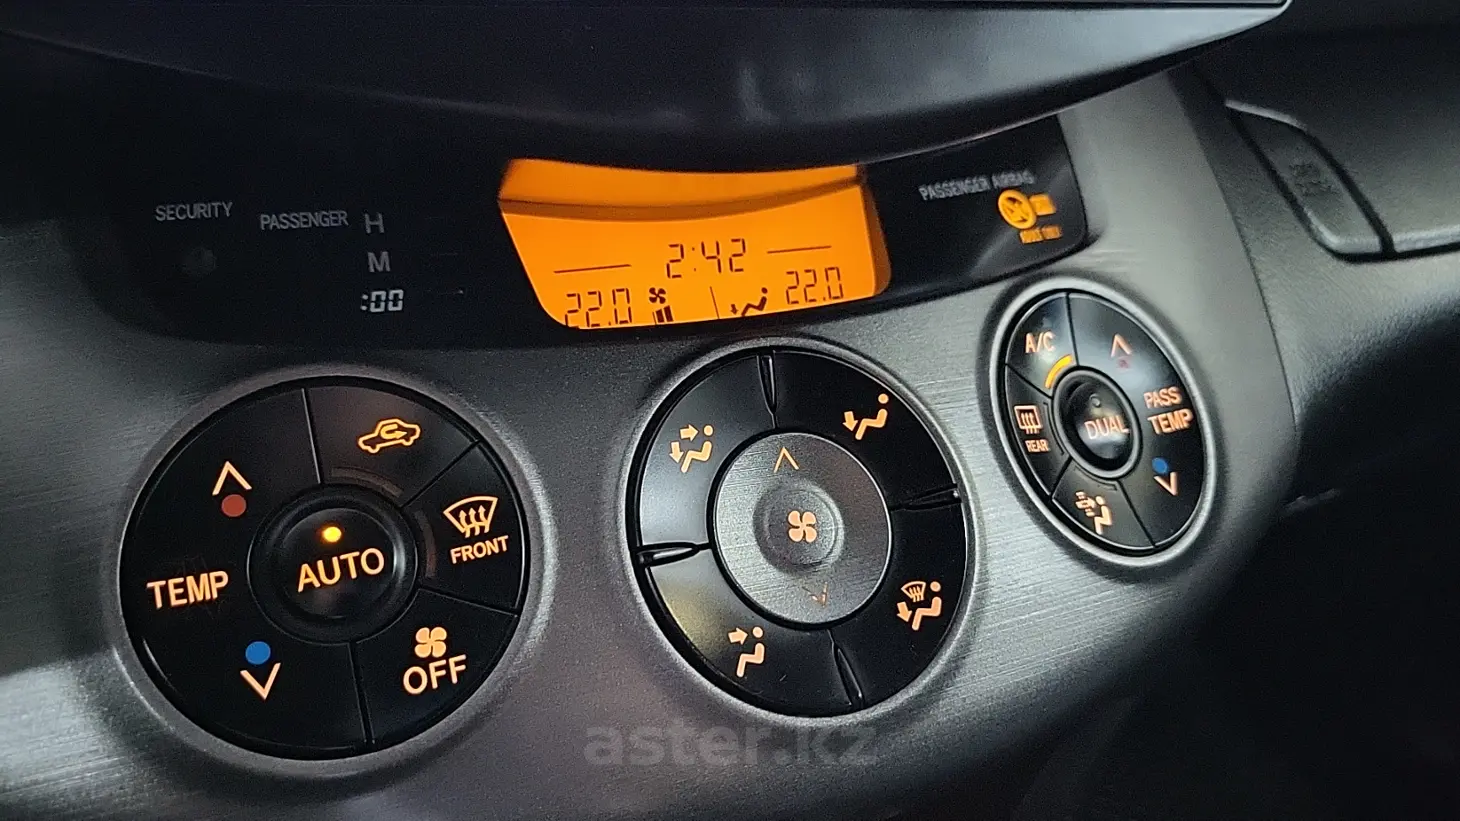 SECURITY
PASSENGER
H
M
:00
2:42
22.0
22.0
PASSENGER AIRBAG
TEMP
AUTO
FRONT
OFF
A/C
REAR
DUAL
PASS
TEMP
aster.kz